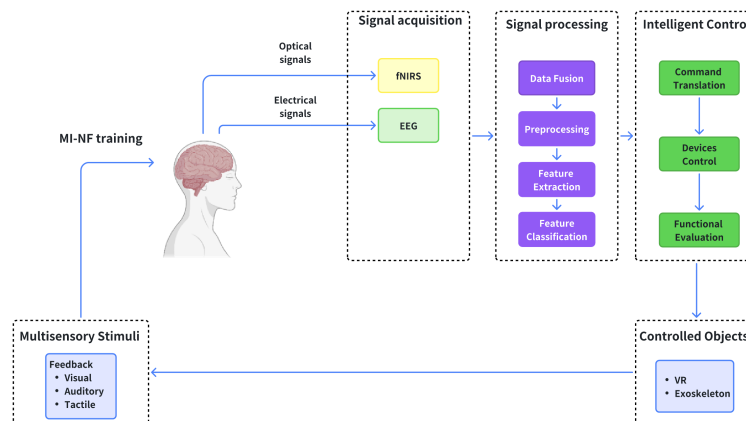 Signal acquisition
Signal processing
Intelligent Control
Optical
signals
fNIRS
Electrical
signals
EEG
Data Fusion
Preprocessing
Feature
Extraction
Feature
Classification
Command
Translation
Devices
Control
Functional
Evaluation
MI-NF training
Multisensory Stimuli
Feedback
• Visual
• Auditory
• Tactile
Controlled Objects
• VR
• Exoskeleton